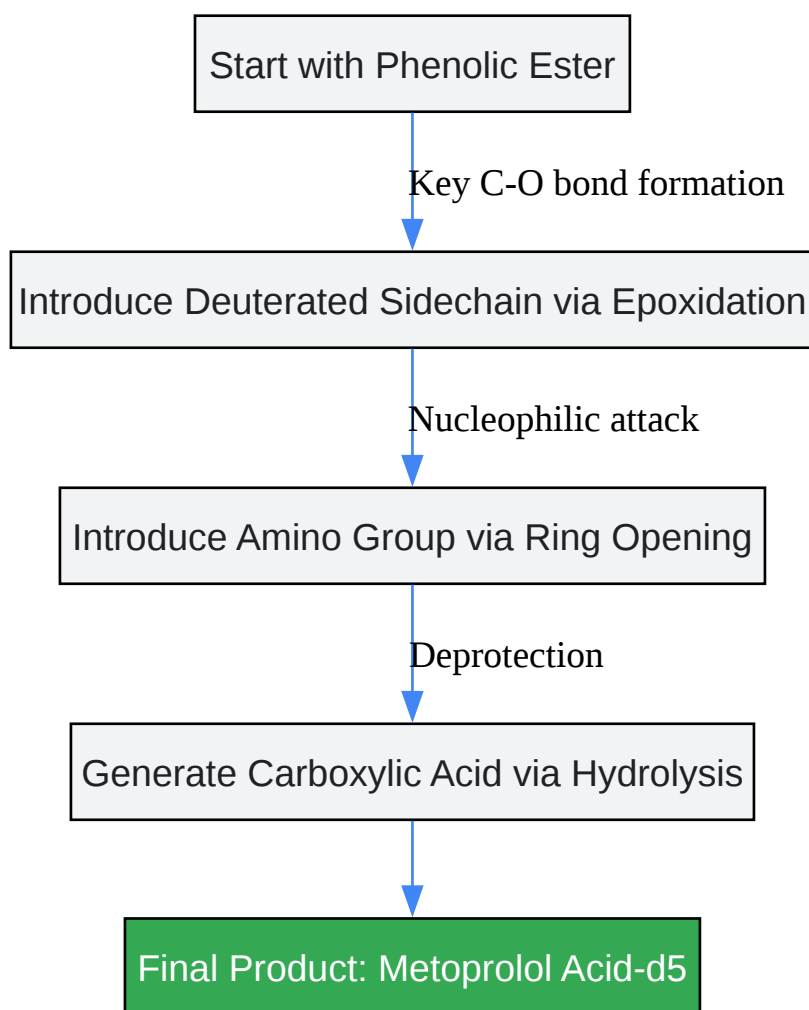 Start with Phenolic Ester
Key C-O bond formation
Introduce Deuterated Sidechain via Epoxidation
Nucleophilic attack
Introduce Amino Group via Ring Opening
Deprotection
Generate Carboxylic Acid via Hydrolysis
Final Product: Metoprolol Acid-d5